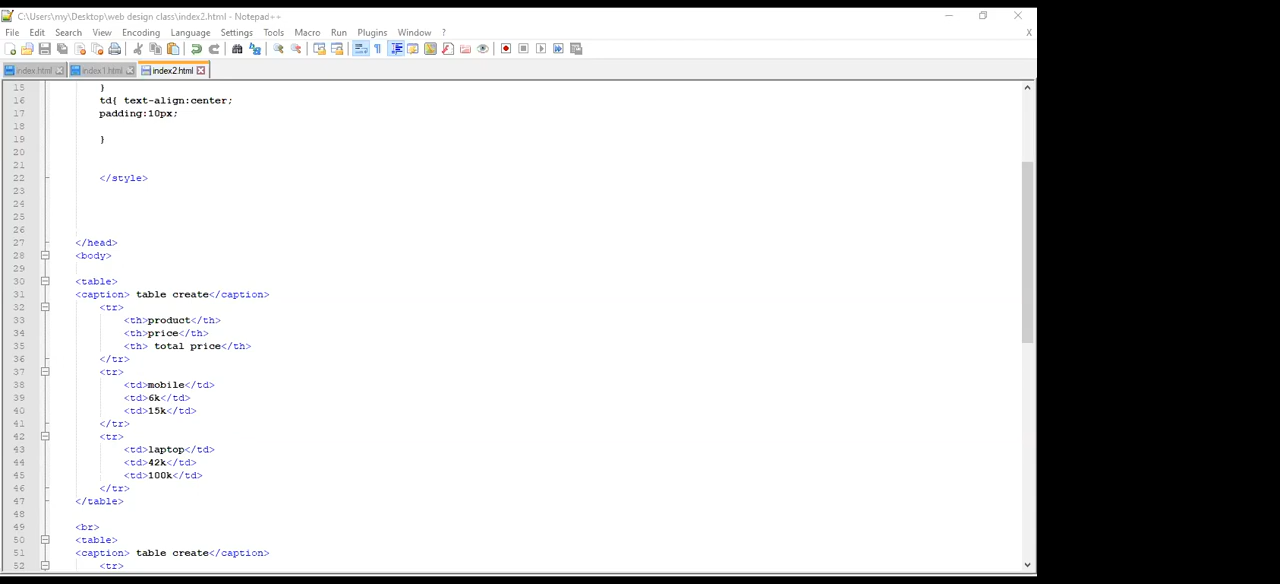 C:\Users\my\Desktop\web design class\index2.html - Notepad++
File Edit Search View Encoding Language Settings Tools Macro Run Plugins Window ? X
index.html index1.html index2.html
15 }
16 td{ text-align:center;
17 padding:10px;
18
19 }
20
21
22 </style>
23
24
25
26
27 </head>
28 <body>
29
30 <table>
31 <caption> table create</caption>
32 <tr>
33 <th>product</th>
34 <th>price</th>
35 <th> total price</th>
36 </tr>
37 <tr>
38 <td>mobile</td>
39 <td>6k</td>
40 <td>15k</td>
41 </tr>
42 <tr>
43 <td>laptop</td>
44 <td>42k</td>
45 <td>100k</td>
46 </tr>
47 </table>
48
49 <br>
50 <table>
51 <caption> table create</caption>
52 <tr>